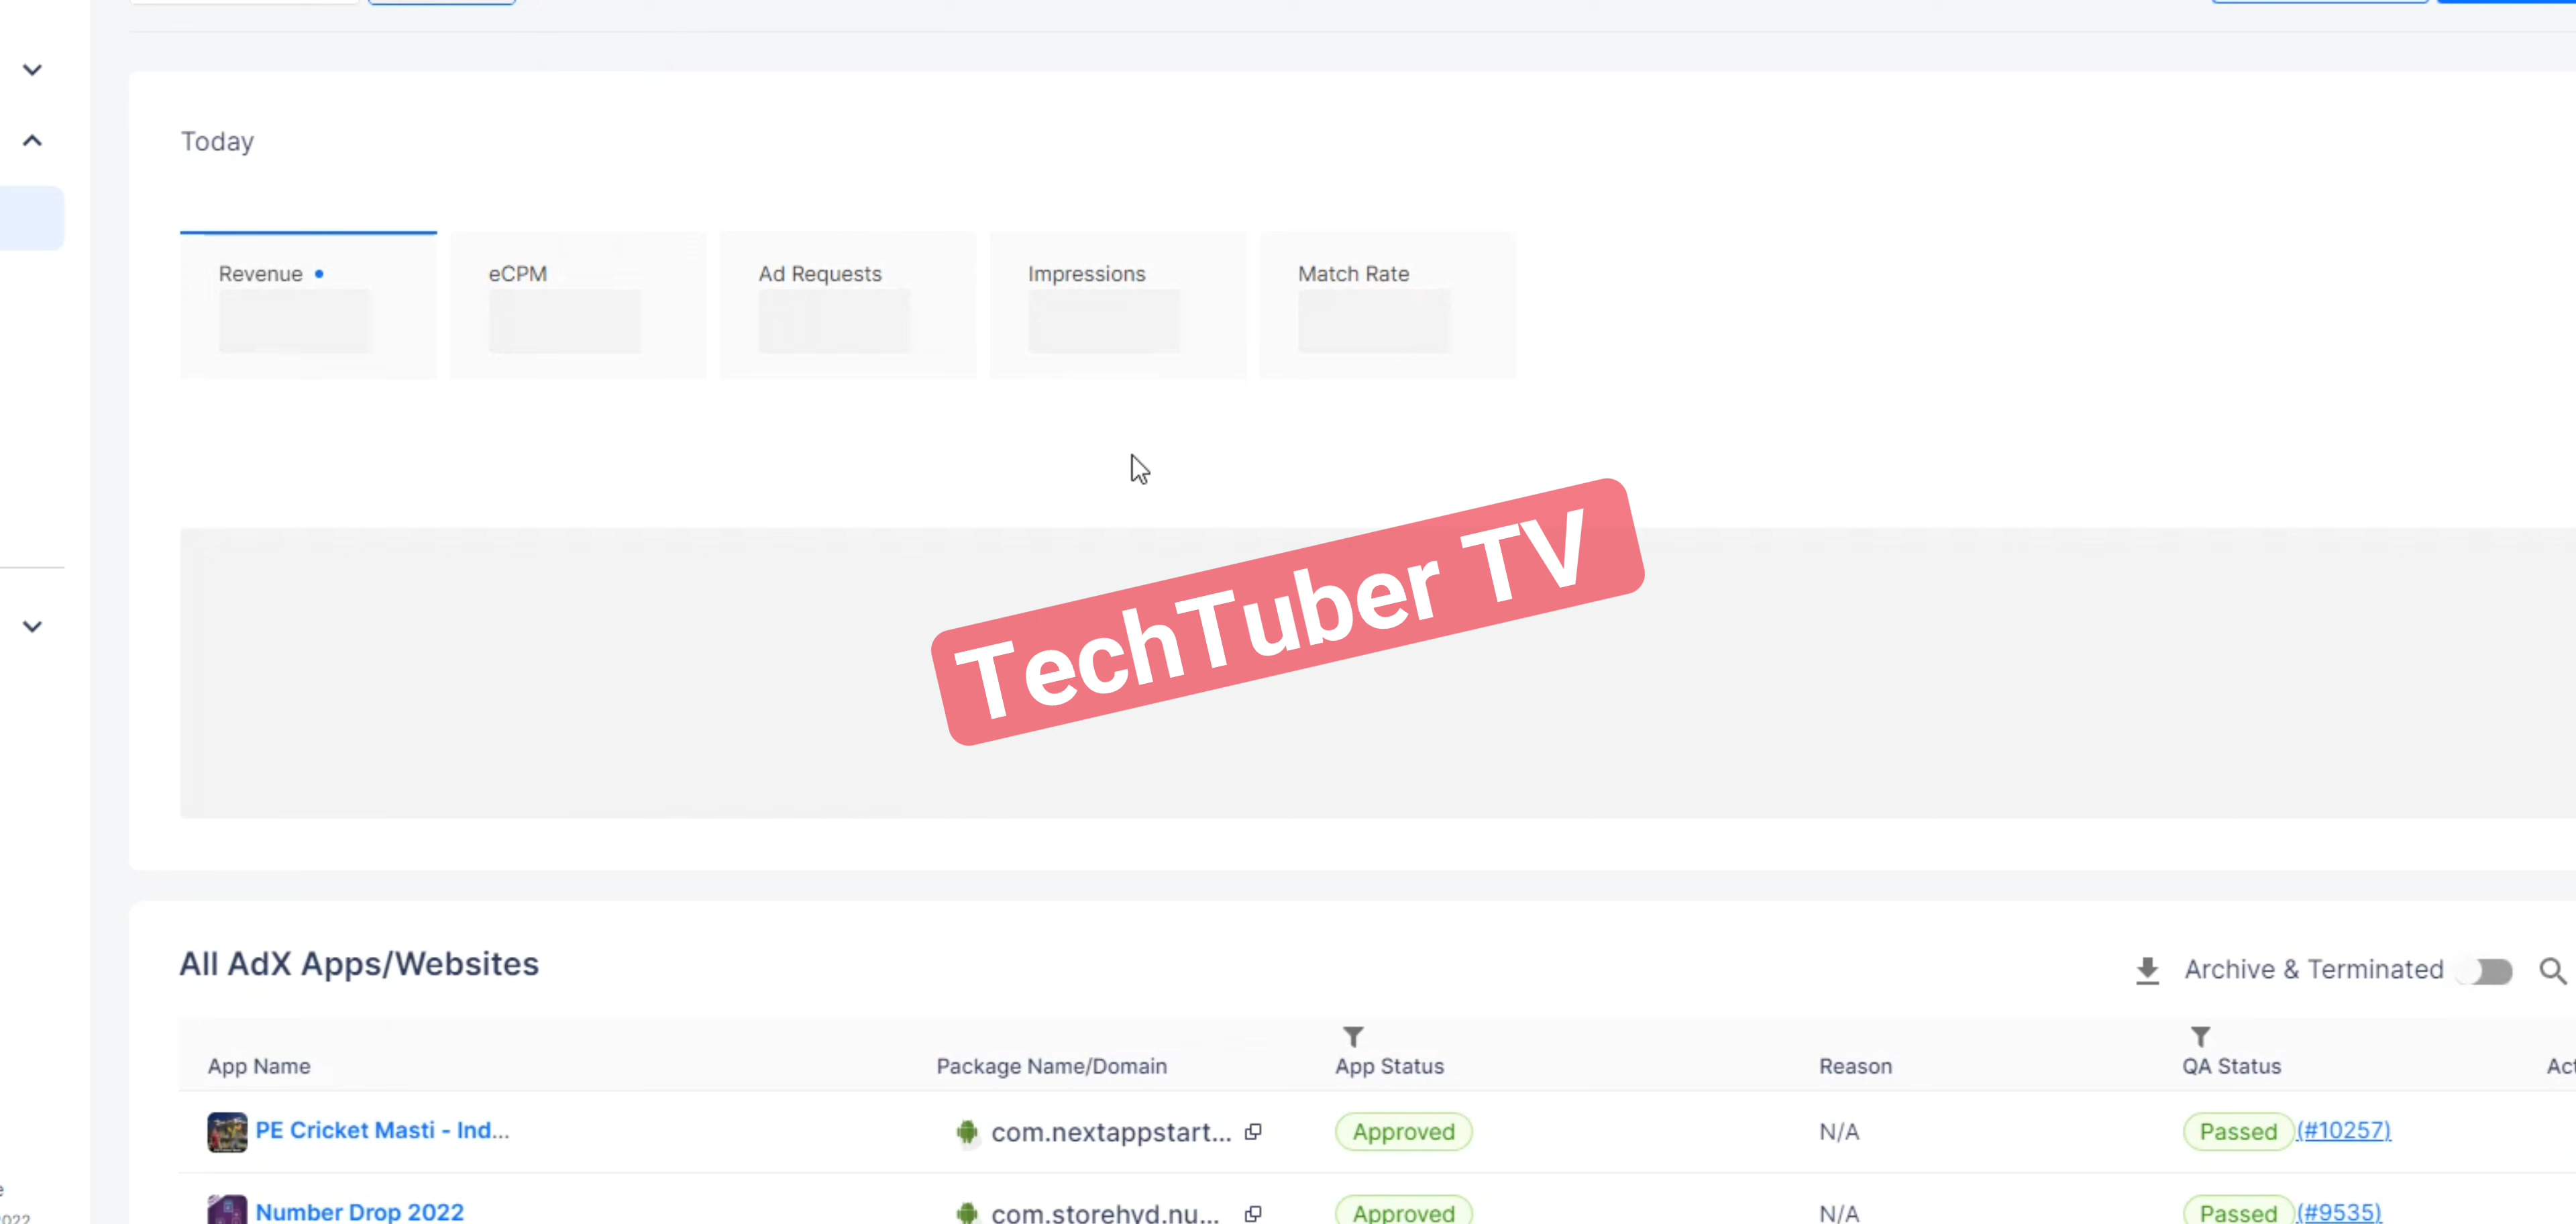 Today
Revenue
eCPM
Ad Requests
Impressions
Match Rate
TechTuber TV
All AdX Apps/Websites
Archive & Terminated
App Name
Package Name/Domain
App Status
Reason
QA Status
PE Cricket Masti - Ind...
com.nextappstart...
Approved
N/A
Passed
(#10257)
Number Drop 2022
com.storehyd.nu...
Approved
N/A
Passed
(#9535)